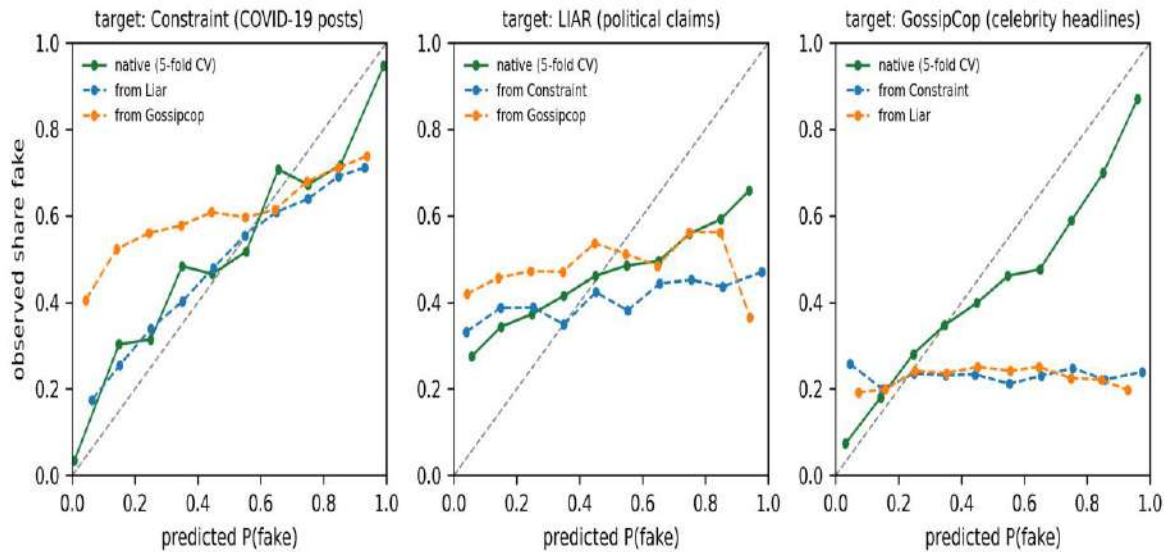 target: Constraint (COVID-19 posts)
native (5-fold CV)
from Liar
from Gossipcop
observed share fake
1.0
0.8
0.6
0.4
0.2
0.0
0.0 0.2 0.4 0.6 0.8 1.0
predicted P(fake)
target: LIAR (political claims)
native (5-fold CV)
from Constraint
from Gossipcop
1.0
0.8
0.6
0.4
0.2
0.0
0.0 0.2 0.4 0.6 0.8 1.0
predicted P(fake)
target: GossipCop (celebrity headlines)
native (5-fold CV)
from Constraint
from Liar
1.0
0.8
0.6
0.4
0.2
0.0
0.0 0.2 0.4 0.6 0.8 1.0
predicted P(fake)